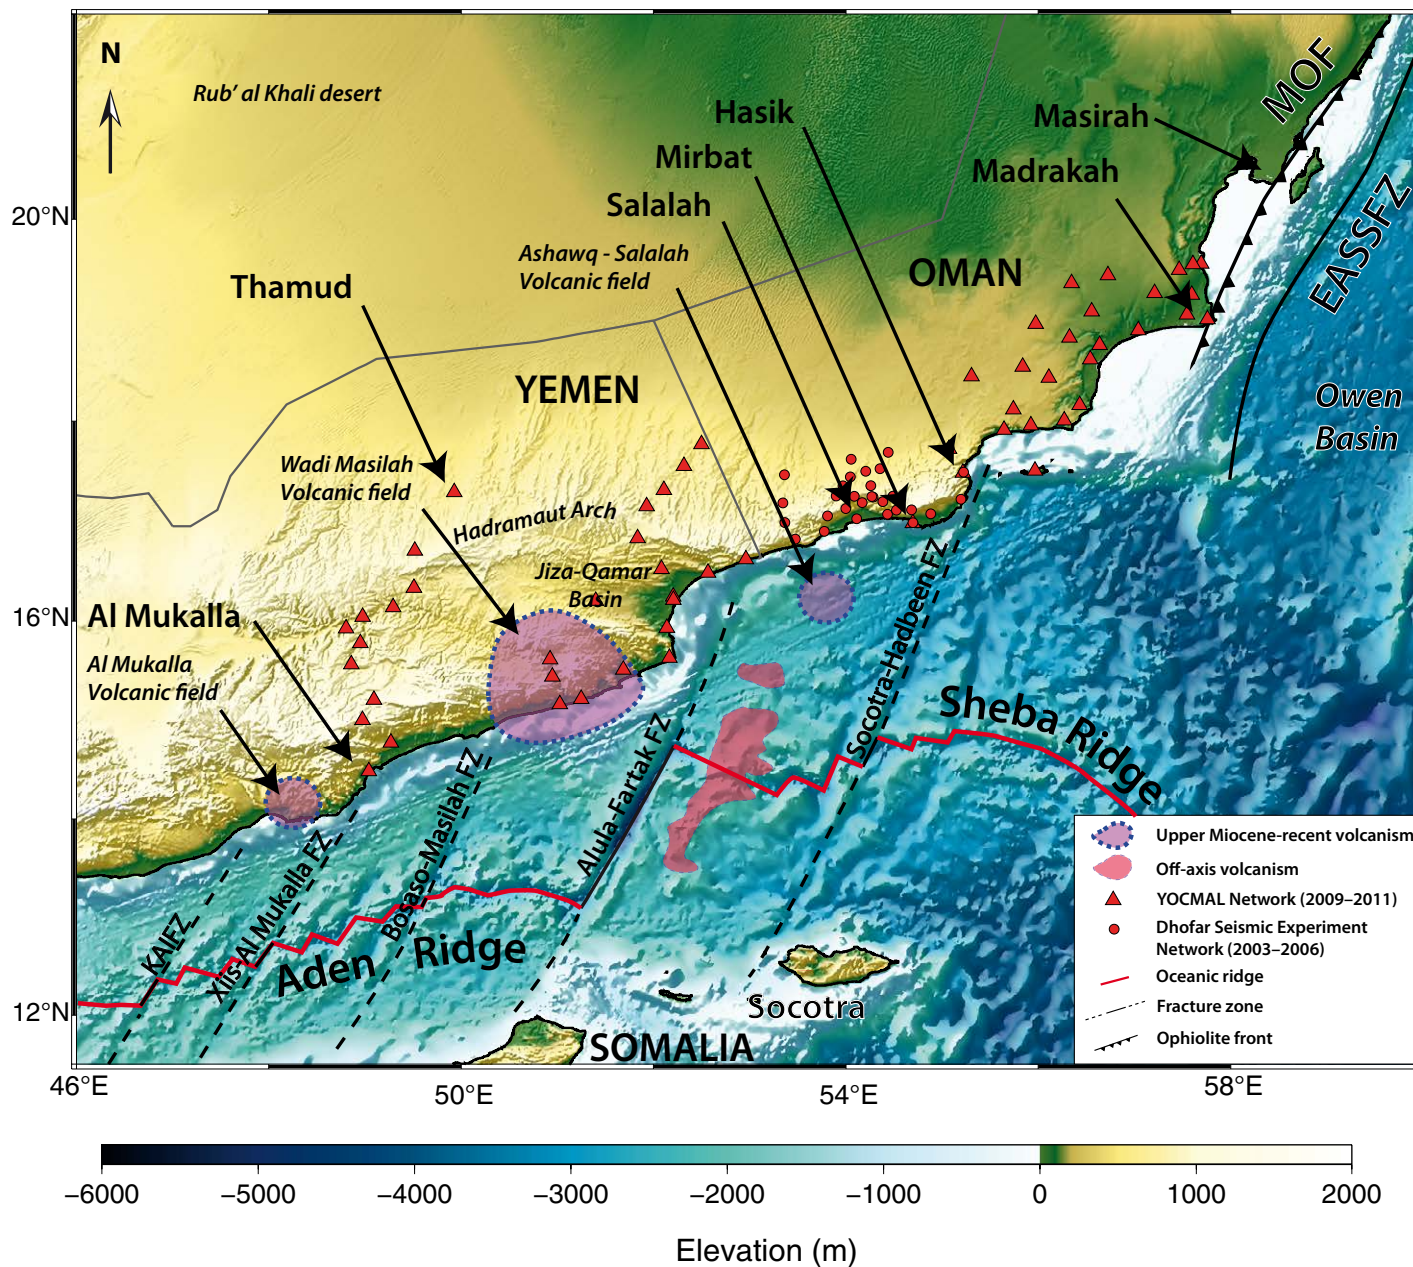 N
Rub' al Khali desert
MOF
Hasik
Masirah
Mirbat
Madrakah
Salalah
20°N
EASSFZ
Ashawq - Salalah
Volcanic field
OMAN
Thamud
YEMEN
Owen
Basin
Wadi Masilah
Volcanic field
Hadramaut Arch
Jiza-Qamar
Basin
16°N
Al Mukalla
Al Mukalla
Volcanic field
Socotra-Hadbeen FZ
Sheba Ridge
Alula-Fartak FZ
Bosaso-Masilah FZ
Xlis-Al Mukalla FZ
KAIFZ
Aden Ridge
Socotra
12°N
SOMALIA
Upper Miocene-recent volcanism
Off-axis volcanism
YOCMAL Network (2009–2011)
Dhofar Seismic Experiment
Network (2003–2006)
Oceanic ridge
Fracture zone
Ophiolite front
46°E
50°E
54°E
58°E
−6000 −5000 −4000 −3000 −2000 −1000 0 1000 2000
Elevation (m)